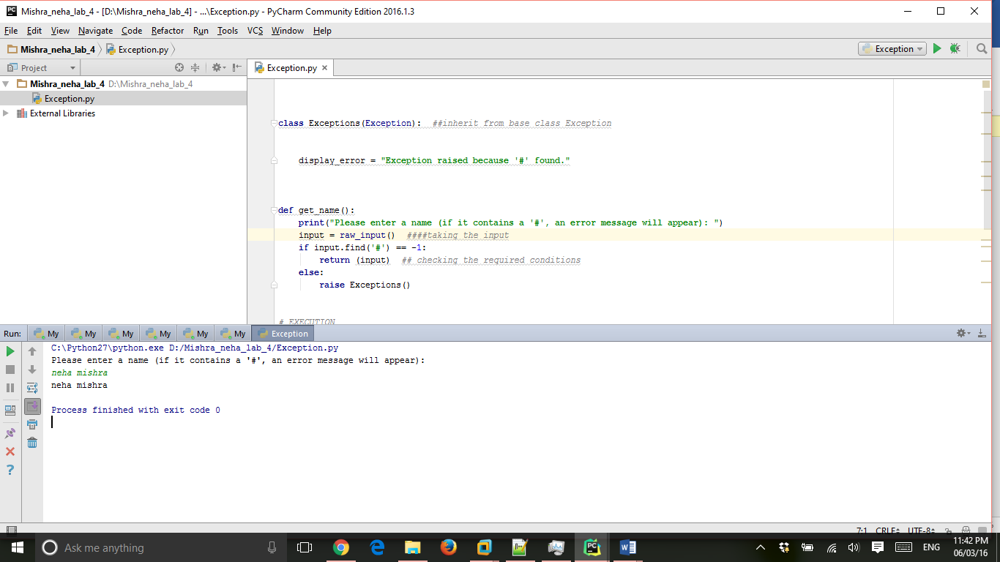 Mishra_neha_lab_4 - [D:\Mishra_neha_lab_4] - ...\Exception.py - PyCharm Community Edition 2016.1.3
File Edit View Navigate Code Refactor Run Tools VCS Window Help
Mishra_neha_lab_4 Exception.py Exception
Project Exception.py
Mishra_neha_lab_4 D:\Mishra_neha_lab_4
Exception.py
External Libraries
class Exceptions(Exception):  ##inherit from base class Exception
display_error = "Exception raised because '#' found."
def get_name():
print("Please enter a name (if it contains a '#', an error message will appear): ")
input = raw_input()  ####taking the input
if input.find('#') == -1:
return (input)  ## checking the required conditions
else:
raise Exceptions()
# EXECUTION
Run: My My My My My My Exception
C:\Python27\python.exe D:/Mishra_neha_lab_4/Exception.py
Please enter a name (if it contains a '#', an error message will appear):
neha mishra
neha mishra
Process finished with exit code 0
7:1 CRLF UTF-8
Ask me anything
ENG
11:42 PM
06/03/16